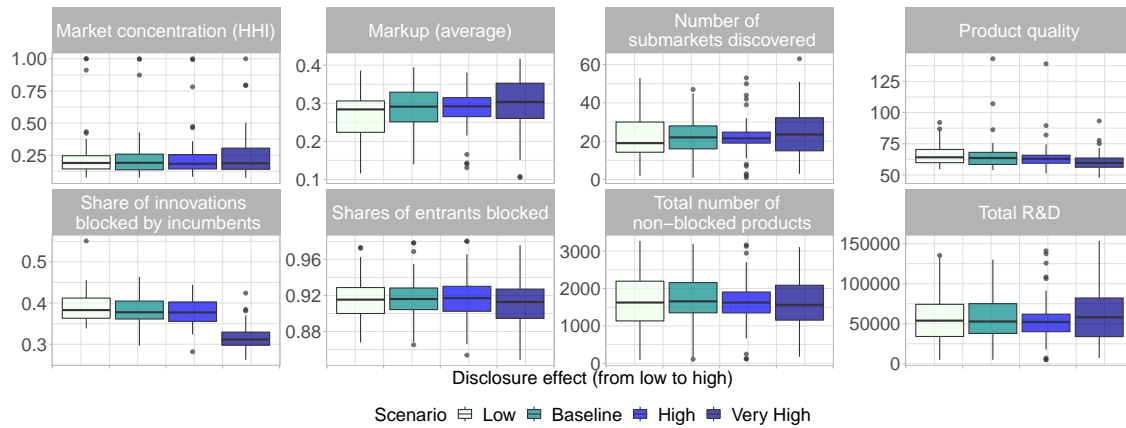 Market concentration (HHI)
Markup (average)
Number of
submarkets discovered
Product quality
1.00
0.75
0.50
0.25
0.4
0.3
0.2
0.1
60
40
20
0
125
100
75
50
Share of innovations
blocked by incumbents
Shares of entrants blocked
Total number of
non−blocked products
Total R&D
0.5
0.4
0.3
0.96
0.92
0.88
3000
2000
1000
0
150000
100000
50000
0
Disclosure effect (from low to high)
Scenario Low Baseline High Very High